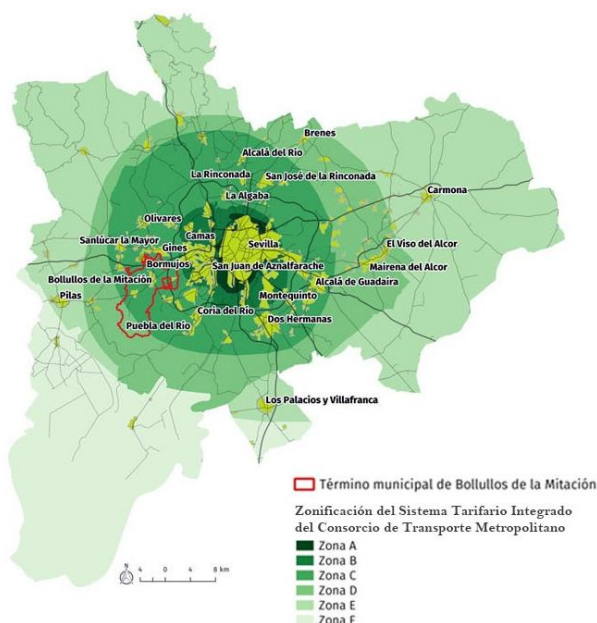 Brenes
Alcalá del Río
La Rinconada
San José de la Rinconada
Carmona
La Algaba
Olivares
Camas
Sanlúcar la Mayor
Gines
Sevilla
El Viso del Alcor
Bormujos
San Juan de Aznalfarache
Mairena del Alcor
Bollullos de la Mitación
Alcalá de Guadaira
Pilas
Montequinto
Coria del Río
Puebla del Río
Dos Hermanas
Los Palacios y Villafranca
Término municipal de Bollullos de la Mitación
Zonificación del Sistema Tarifario Integrado
del Consorcio de Transporte Metropolitano
Zona A
Zona B
Zona C
Zona D
Zona E
Zona F
N
4 0 4 8 km